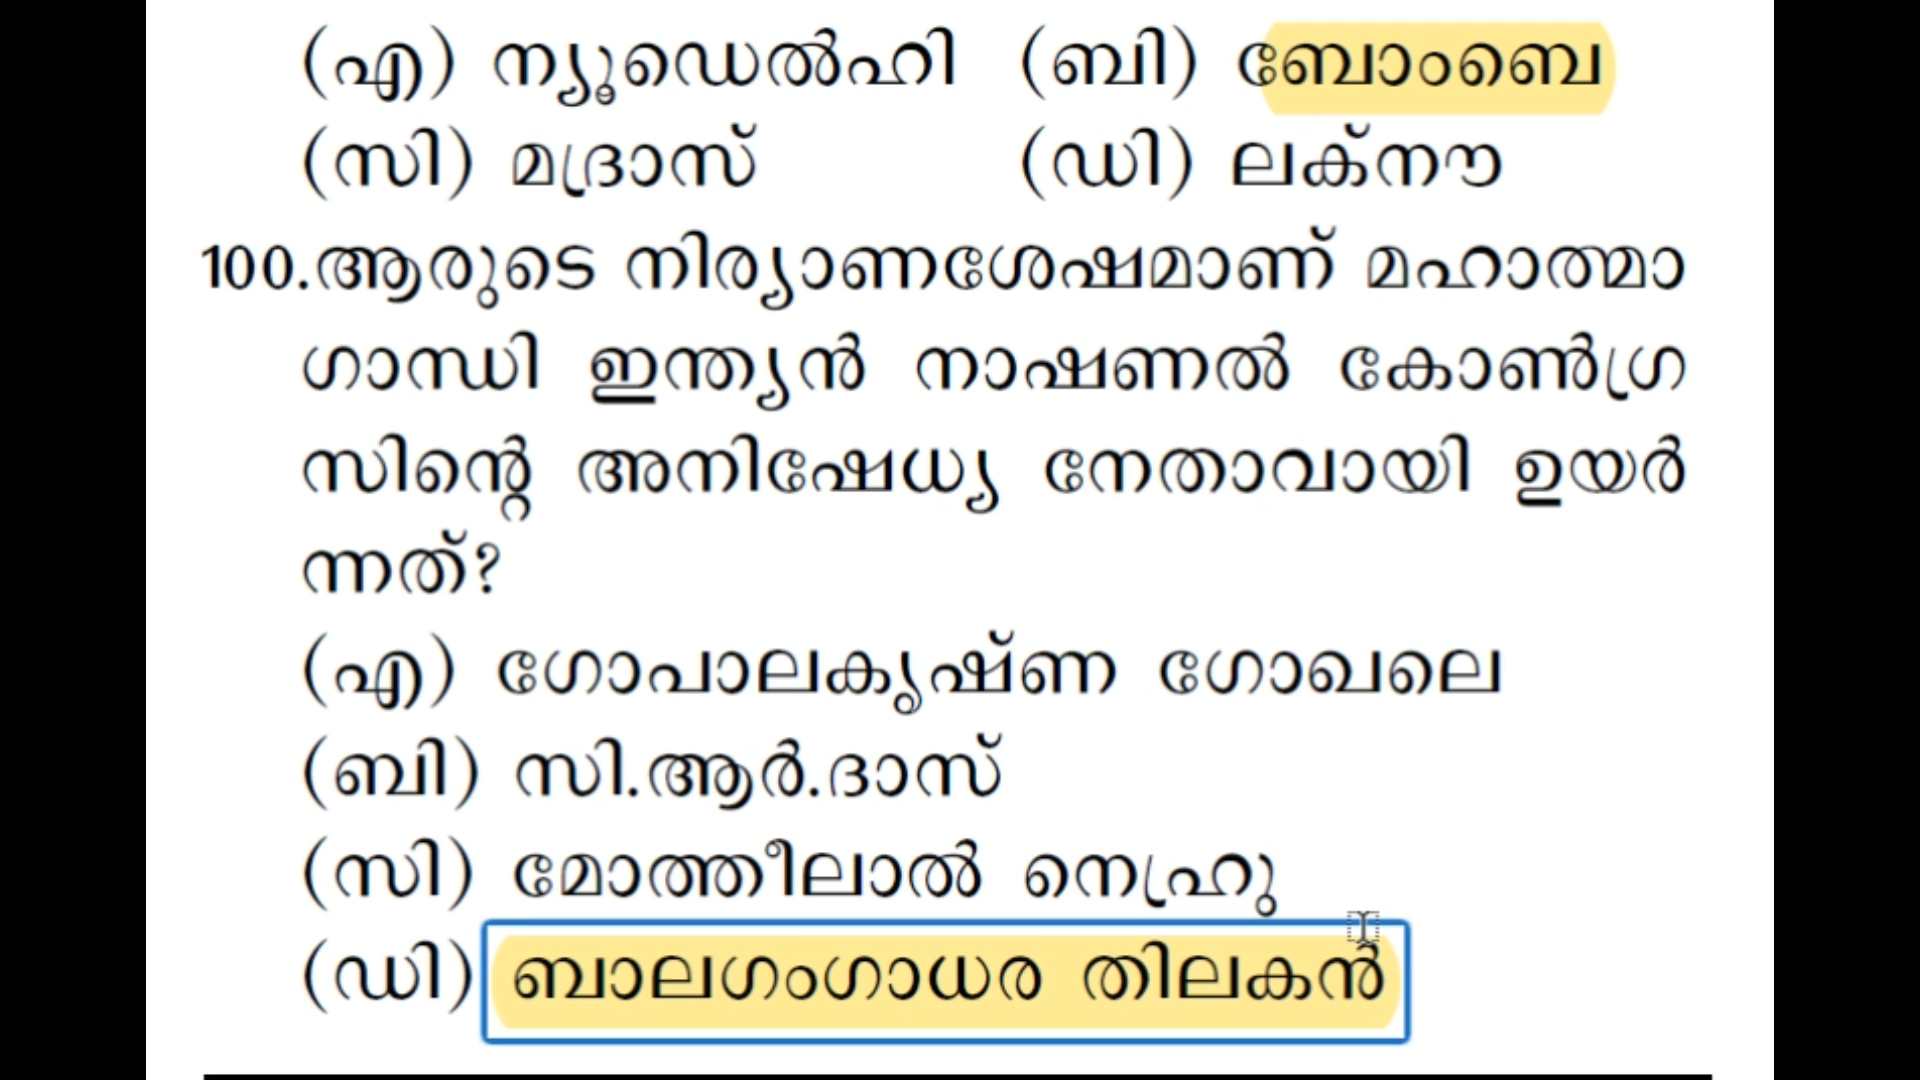 (എ) ന്യൂഡെൽഹി (ബി) ബോംബെ
(സി) മദ്രാസ് (ഡി) ലക്നൗ
100.ആരുടെ നിര്യാണശേഷമാണ് മഹാത്മാ
ഗാന്ധി ഇന്ത്യൻ നാഷണൽ കോൺഗ്ര
സിന്റെ അനിഷേധ്യ നേതാവായി ഉയർ
ന്നത്?
(എ) ഗോപാലകൃഷ്ണ ഗോഖലെ
(ബി) സി.ആർ.ദാസ്
(സി) മോത്തീലാൽ നെഹ്രു
(ഡി) ബാലഗംഗാധര തിലകൻ